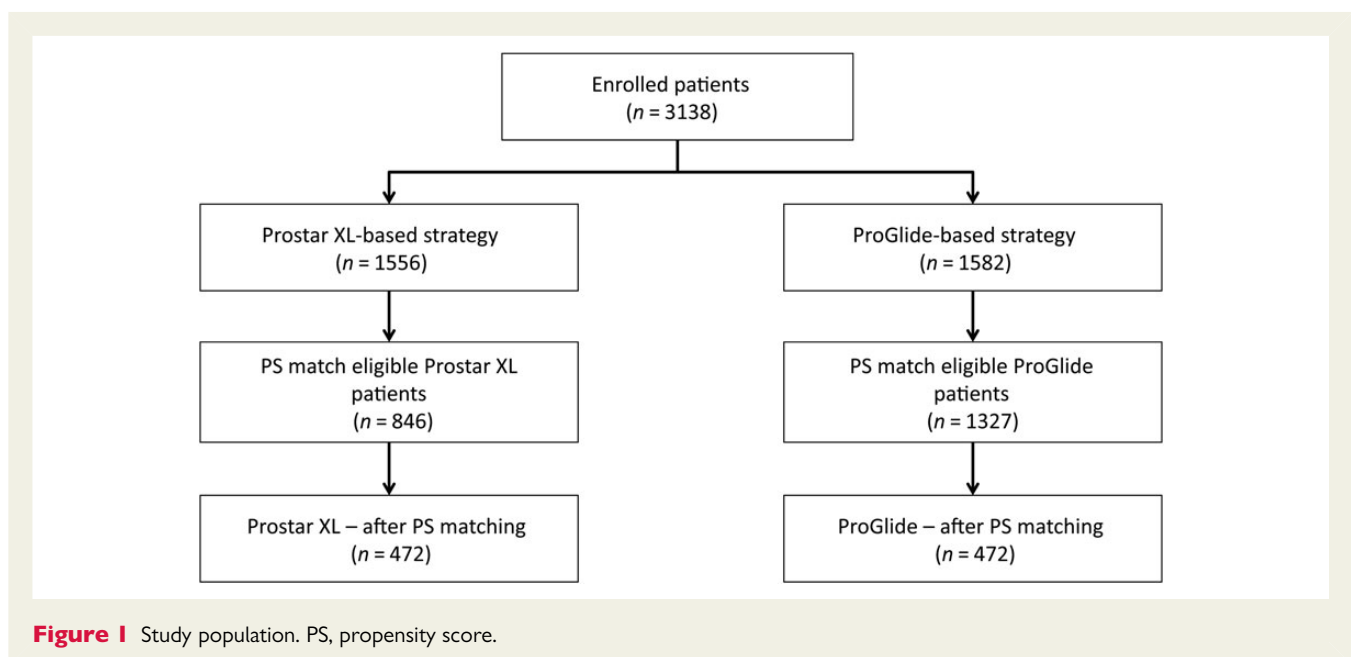 Enrolled patients
(n = 3138)
Prostar XL-based strategy
(n = 1556)
ProGlide-based strategy
(n = 1582)
PS match eligible Prostar XL
patients
(n = 846)
PS match eligible ProGlide
patients
(n = 1327)
Prostar XL – after PS matching
(n = 472)
ProGlide – after PS matching
(n = 472)
Figure 1 Study population. PS, propensity score.